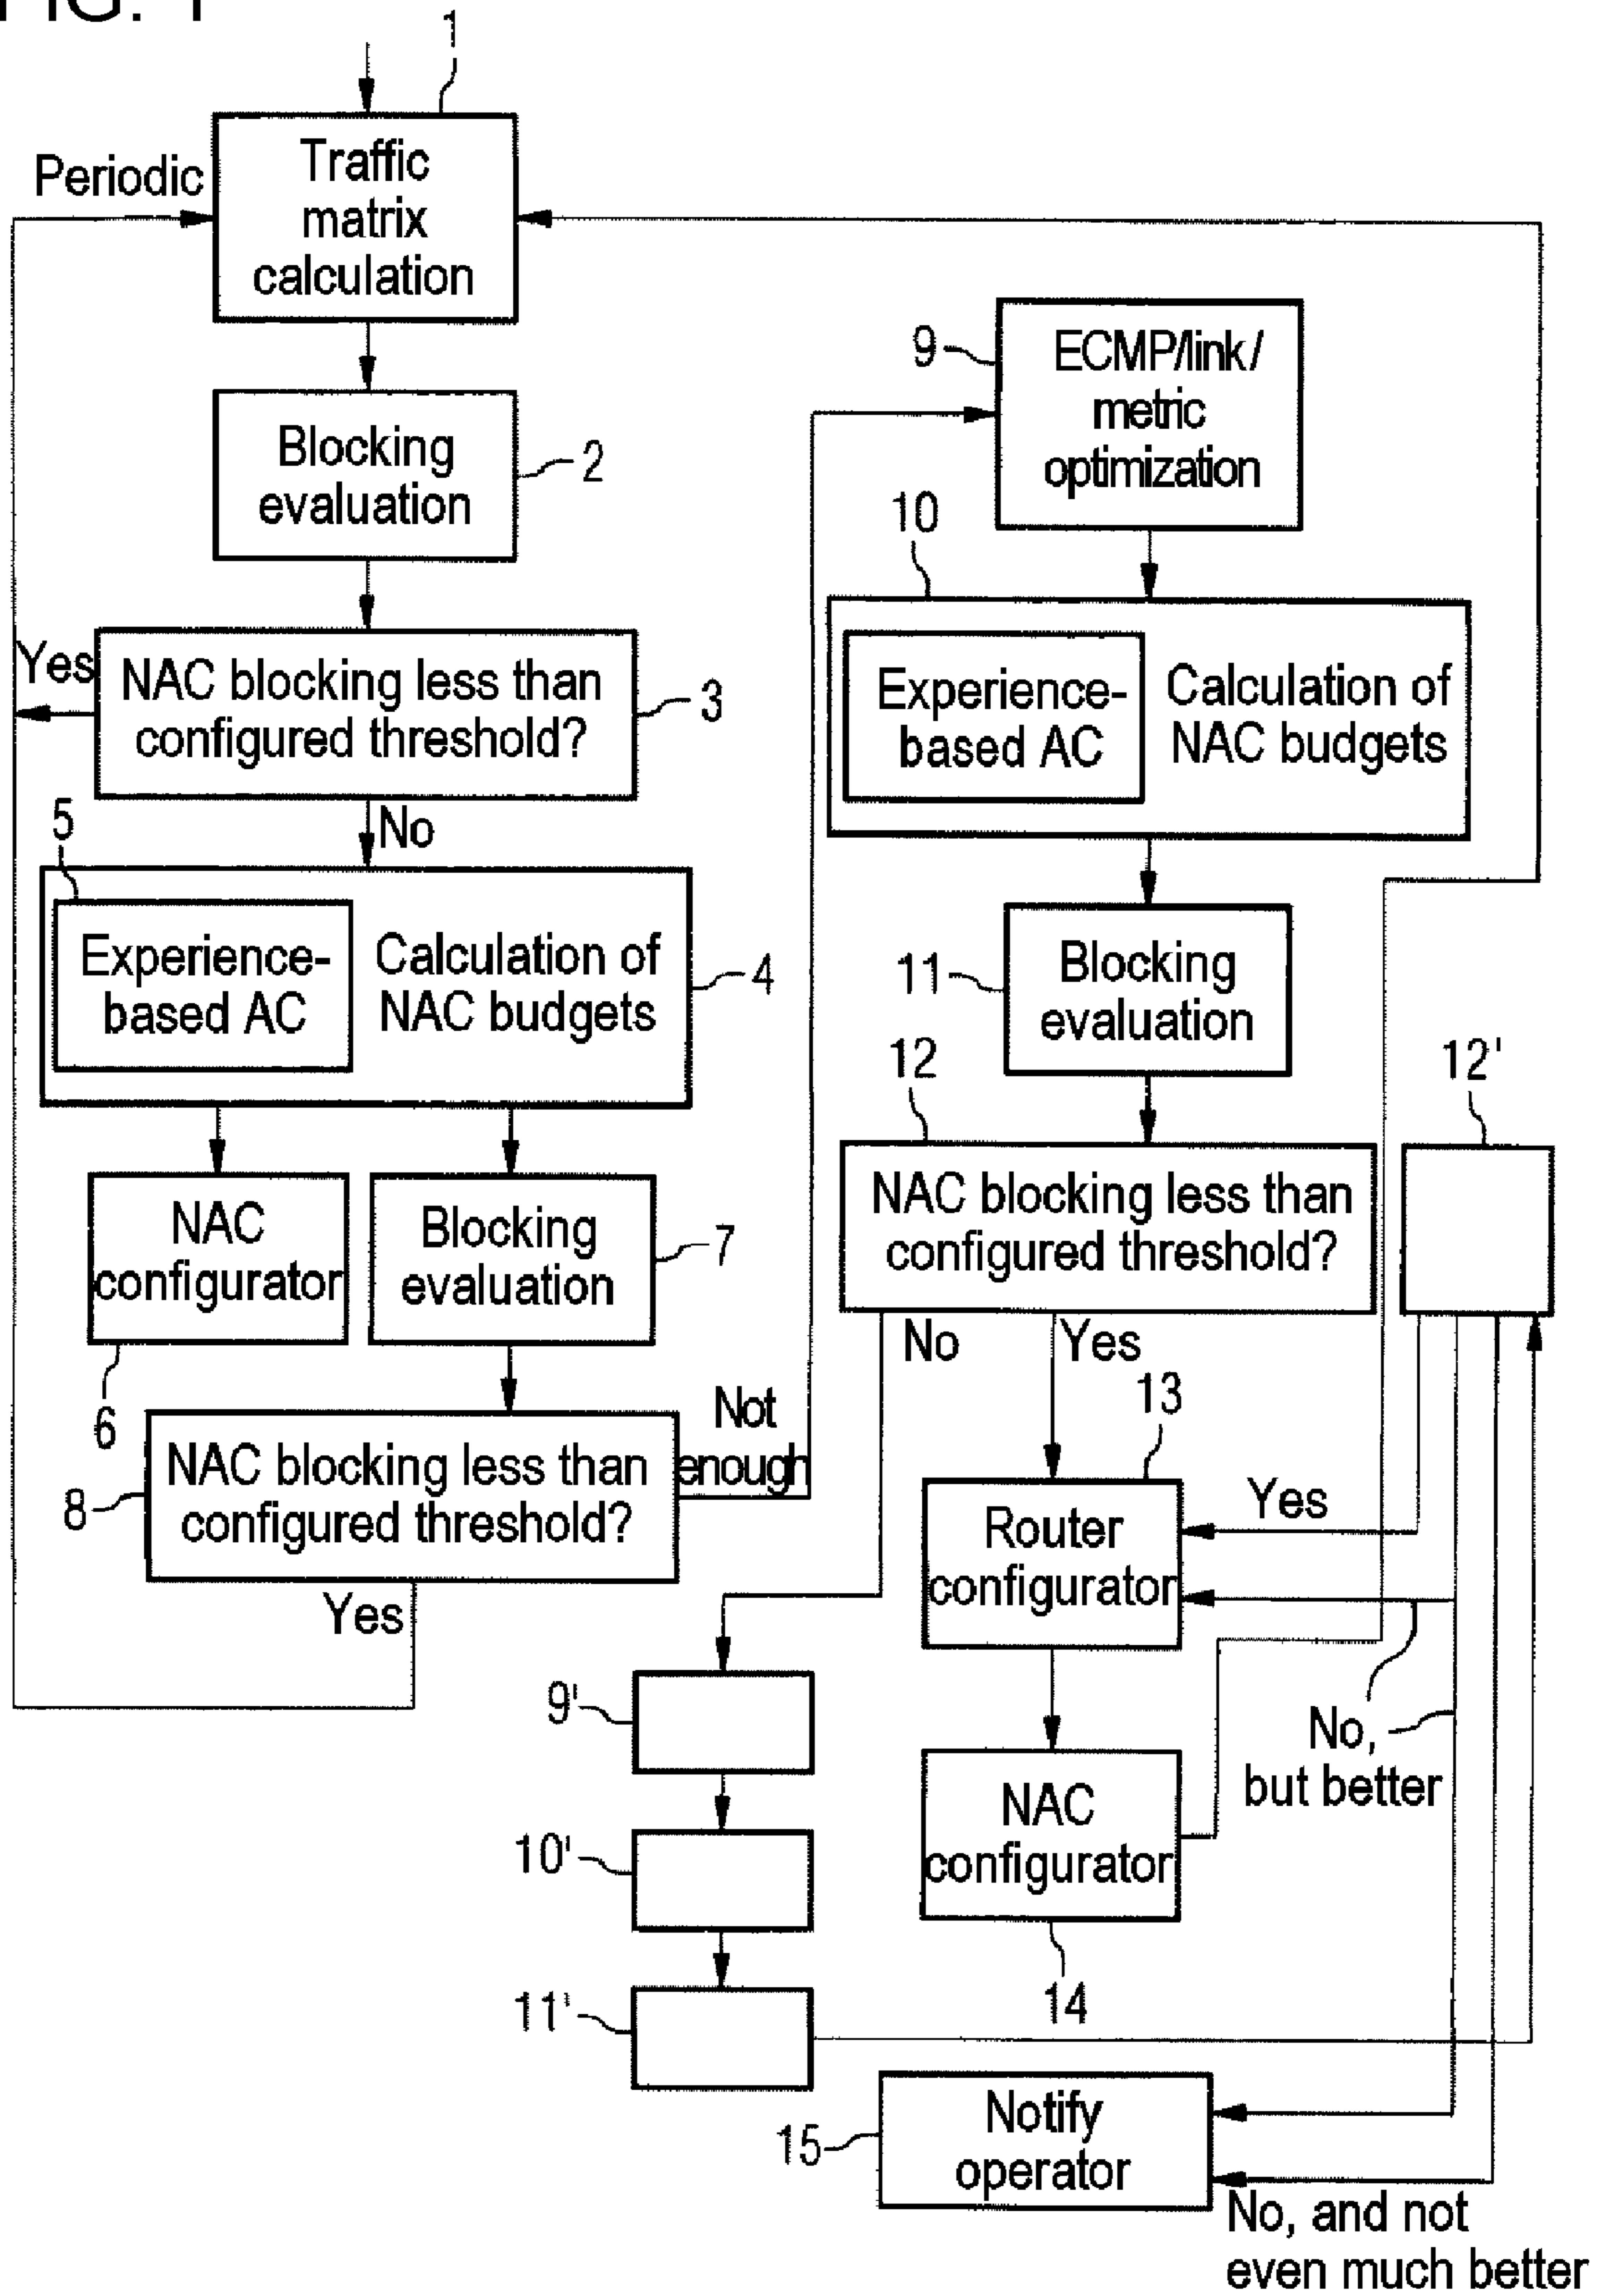 FIG. 1
1
Periodic
Traffic
matrix
calculation
Blocking
evaluation
2
Yes
NAC blocking less than
configured threshold?
3
No
5
Experience-
based AC
Calculation of
NAC budgets
4
NAC
configurator
6
Blocking
evaluation
7
8
NAC blocking less than
configured threshold?
Not
enough
Yes
9
ECMP/link/
metric
optimization
10
Experience-
based AC
Calculation of
NAC budgets
11
Blocking
evaluation
12
NAC blocking less than
configured threshold?
12'
No
Yes
13
Router
configurator
Yes
No,
but better
NAC
configurator
14
9'
10'
11'
15
Notify
operator
No, and not
even much better